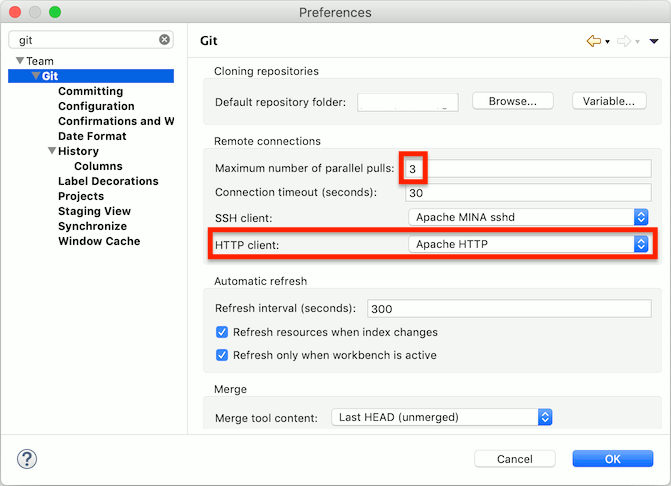 Preferences
git
Git
Team
Git
Committing
Configuration
Confirmations and W
Date Format
History
Columns
Label Decorations
Projects
Staging View
Synchronize
Window Cache
Cloning repositories
Default repository folder:
Browse...
Variable...
Remote connections
Maximum number of parallel pulls: 3
Connection timeout (seconds): 30
SSH client: Apache MINA sshd
HTTP client: Apache HTTP
Automatic refresh
Refresh interval (seconds): 300
Refresh resources when index changes
Refresh only when workbench is active
Merge
Merge tool content: Last HEAD (unmerged)
?
Cancel
OK